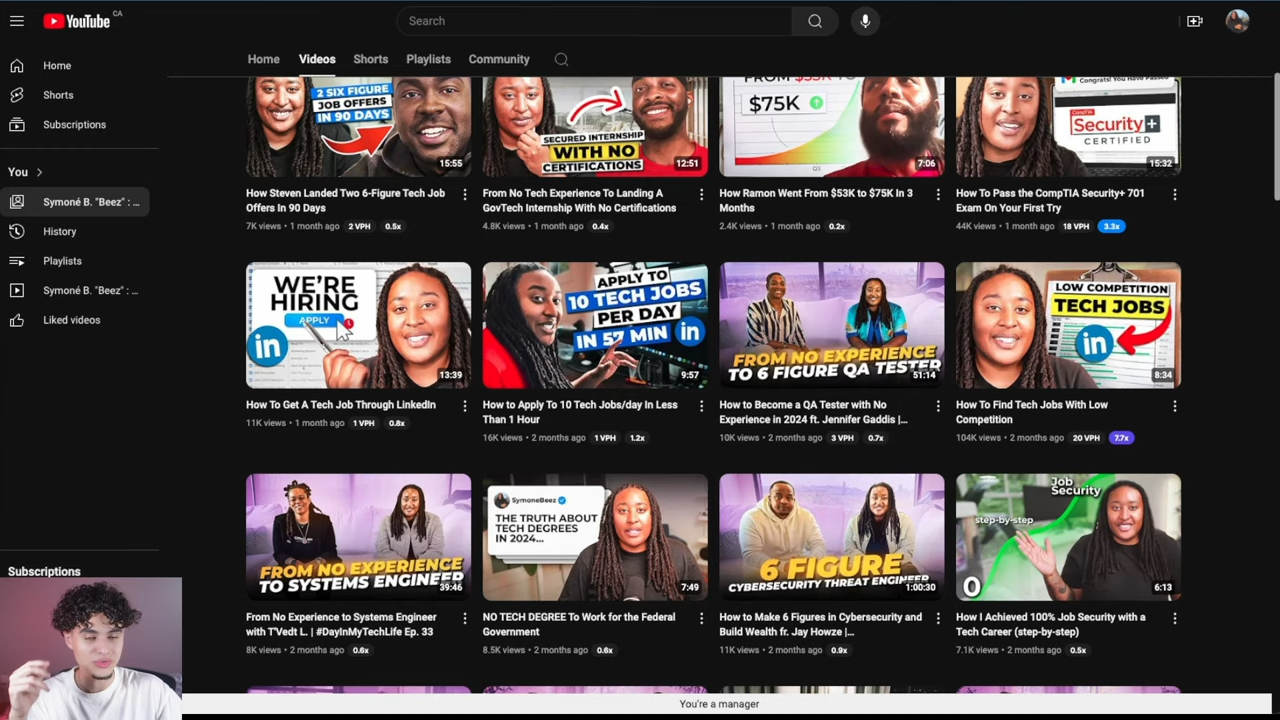 YouTube CA
Search
Home
Videos
Shorts
Playlists
Community
Home
Shorts
Subscriptions
You
Symoné B. "Beez" : ...
History
Playlists
Symoné B. "Beez" : ...
Liked videos
Subscriptions
2 SIX FIGURE
JOB OFFERS
IN 90 DAYS
15:55
How Steven Landed Two 6-Figure Tech Job
Offers In 90 Days
7K views • 1 month ago 2 VPH 0.5x
SECURED INTERNSHIP
WITH NO
CERTIFICATIONS
12:51
From No Tech Experience To Landing A
GovTech Internship With No Certifications
4.8K views • 1 month ago 0.4x
FROM $53K TO
$75K
Q3
7:06
How Ramon Went From $53K to $75K In 3
Months
2.4K views • 1 month ago 0.2x
Congrats! You Have Passed
CompTIA
Security+
CERTIFIED
15:32
How To Pass the CompTIA Security+ 701
Exam On Your First Try
44K views • 1 month ago 18 VPH 3.3x
WE'RE
HIRING
APPLY
in
13:39
How To Get A Tech Job Through LinkedIn
11K views • 1 month ago 1 VPH 0.8x
APPLY TO
10 TECH JOBS
PER DAY
IN 57 MIN
in
9:57
How to Apply To 10 Tech Jobs/day In Less
Than 1 Hour
16K views • 2 months ago 1 VPH 1.2x
FROM NO EXPERIENCE
TO 6 FIGURE QA TESTER
51:14
How to Become a QA Tester with No
Experience in 2024 ft. Jennifer Gaddis |...
10K views • 2 months ago 3 VPH 0.7x
LOW COMPETITION
TECH JOBS
in
8:34
How To Find Tech Jobs With Low
Competition
104K views • 2 months ago 20 VPH 7.7x
FROM NO EXPERIENCE
TO SYSTEMS ENGINEER
39:46
From No Experience to Systems Engineer
with T'Vedt L. | #DayInMyTechLife Ep. 33
8K views • 2 months ago 0.6x
SymoneBeez
THE TRUTH ABOUT
TECH DEGREES
IN 2024...
7:49
NO TECH DEGREE To Work for the Federal
Government
8.5K views • 2 months ago 0.6x
6 FIGURE
CYBERSECURITY THREAT ENGINEER
1:00:30
How to Make 6 Figures in Cybersecurity and
Build Wealth fr. Jay Howze |...
11K views • 2 months ago 0.9x
Job
Security
step-by-step
0
6:13
How I Achieved 100% Job Security with a
Tech Career (step-by-step)
7.1K views • 2 months ago 0.5x
You're a manager